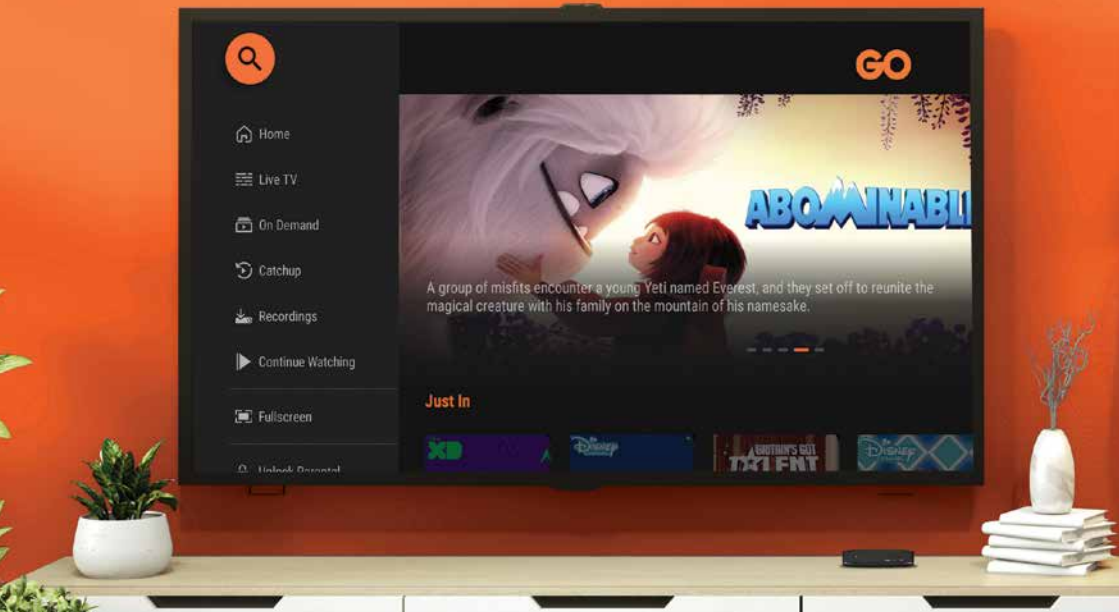 GO
Home
Live TV
On Demand
Catchup
Recordings
Continue Watching
Fullscreen
Unlock Parental
ABOMINABL
A group of misfits encounter a young Yeti named Everest, and they set off to reunite the
magical creature with his family on the mountain of his namesake.
Just In
XD
Disney
BRITAIN'S GOT
TALENT
Disney